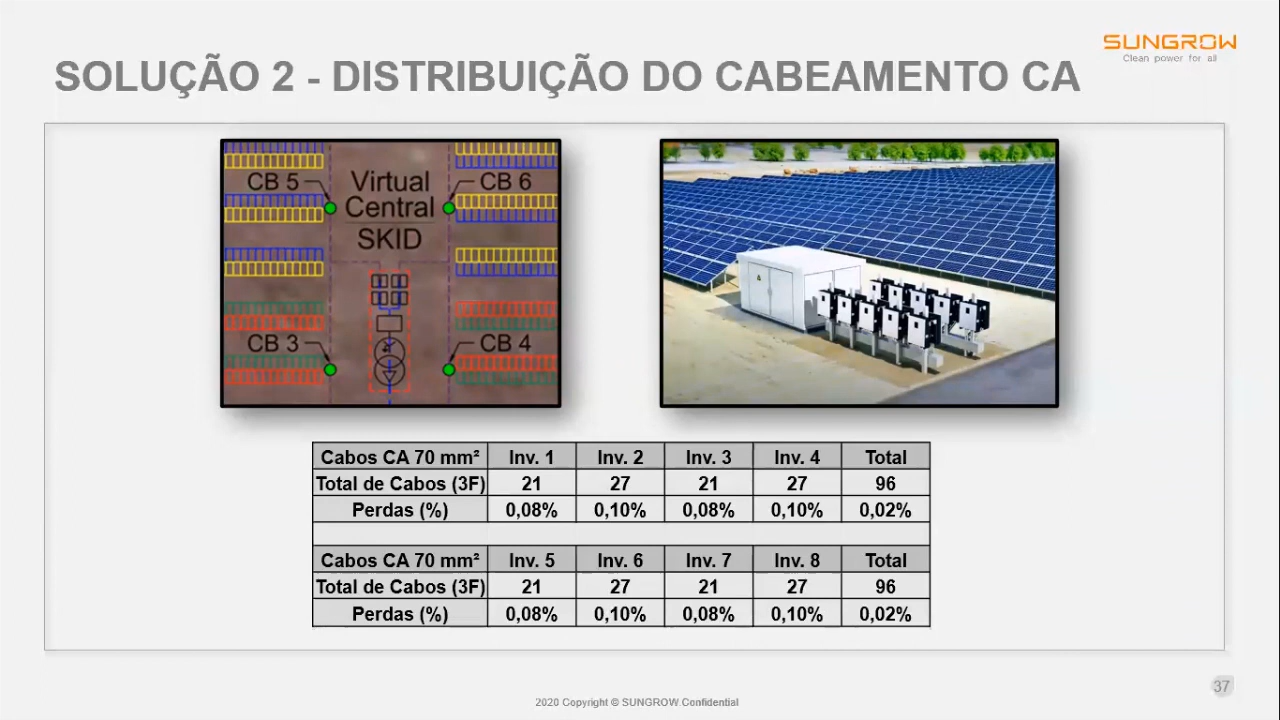 SUNGROW
Clean power for all
SOLUÇÃO 2 - DISTRIBUIÇÃO DO CABEAMENTO CA
CB 5
Virtual
Central
SKID
CB 6
CB 3
CB 4
Cabos CA 70 mm² Inv. 1 Inv. 2 Inv. 3 Inv. 4 Total
Total de Cabos (3F) 21 27 21 27 96
Perdas (%) 0,08% 0,10% 0,08% 0,10% 0,02%
Cabos CA 70 mm² Inv. 5 Inv. 6 Inv. 7 Inv. 8 Total
Total de Cabos (3F) 21 27 21 27 96
Perdas (%) 0,08% 0,10% 0,08% 0,10% 0,02%
37
2020 Copyright © SUNGROW Confidential